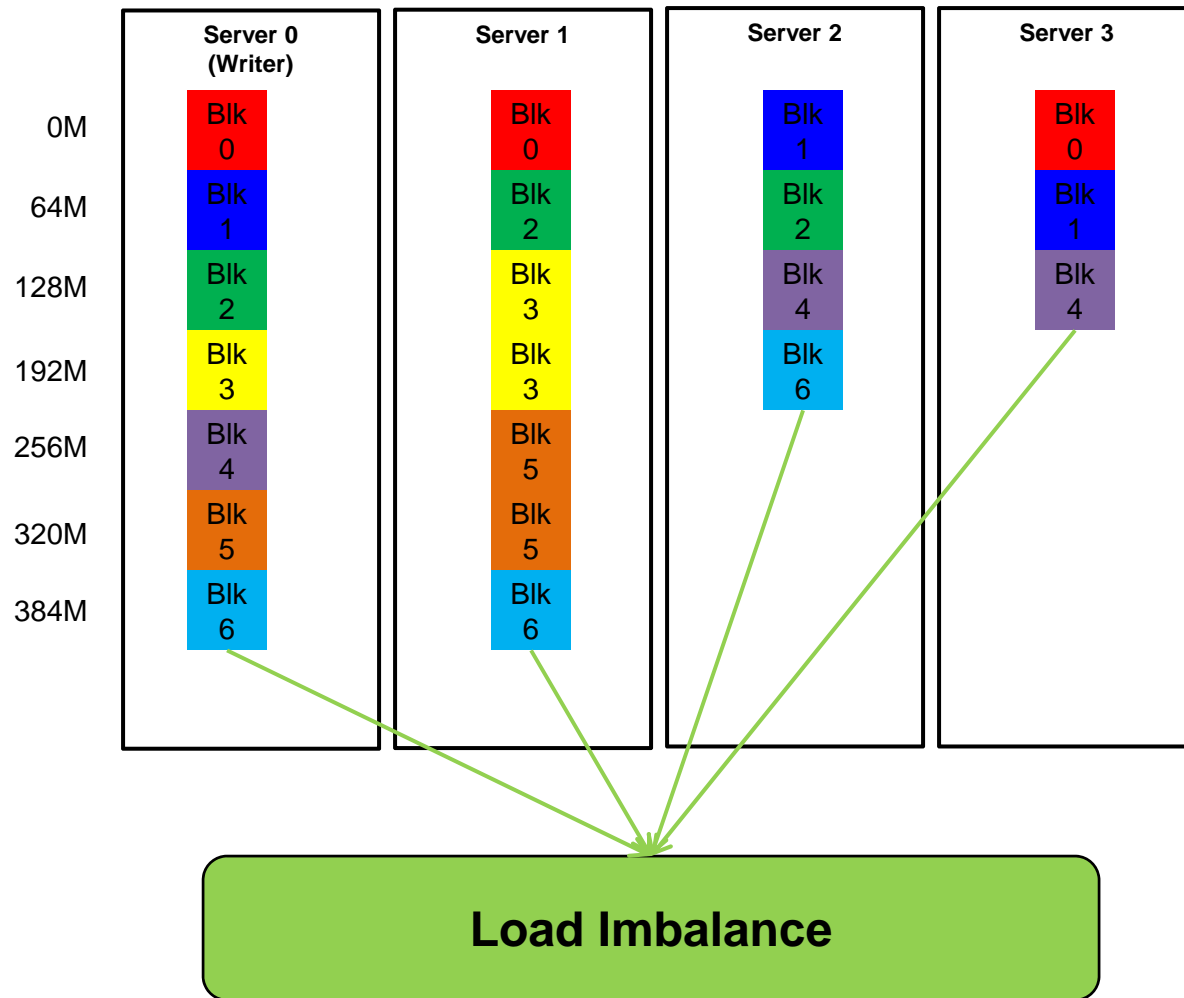 Server 0
(Writer)
Server 1
Server 2
Server 3
0M
64M
128M
192M
256M
320M
384M
Blk
0
Blk
1
Blk
2
Blk
3
Blk
4
Blk
5
Blk
6
Blk
0
Blk
2
Blk
3
Blk
3
Blk
5
Blk
5
Blk
6
Blk
1
Blk
2
Blk
4
Blk
6
Blk
0
Blk
1
Blk
4
Load Imbalance